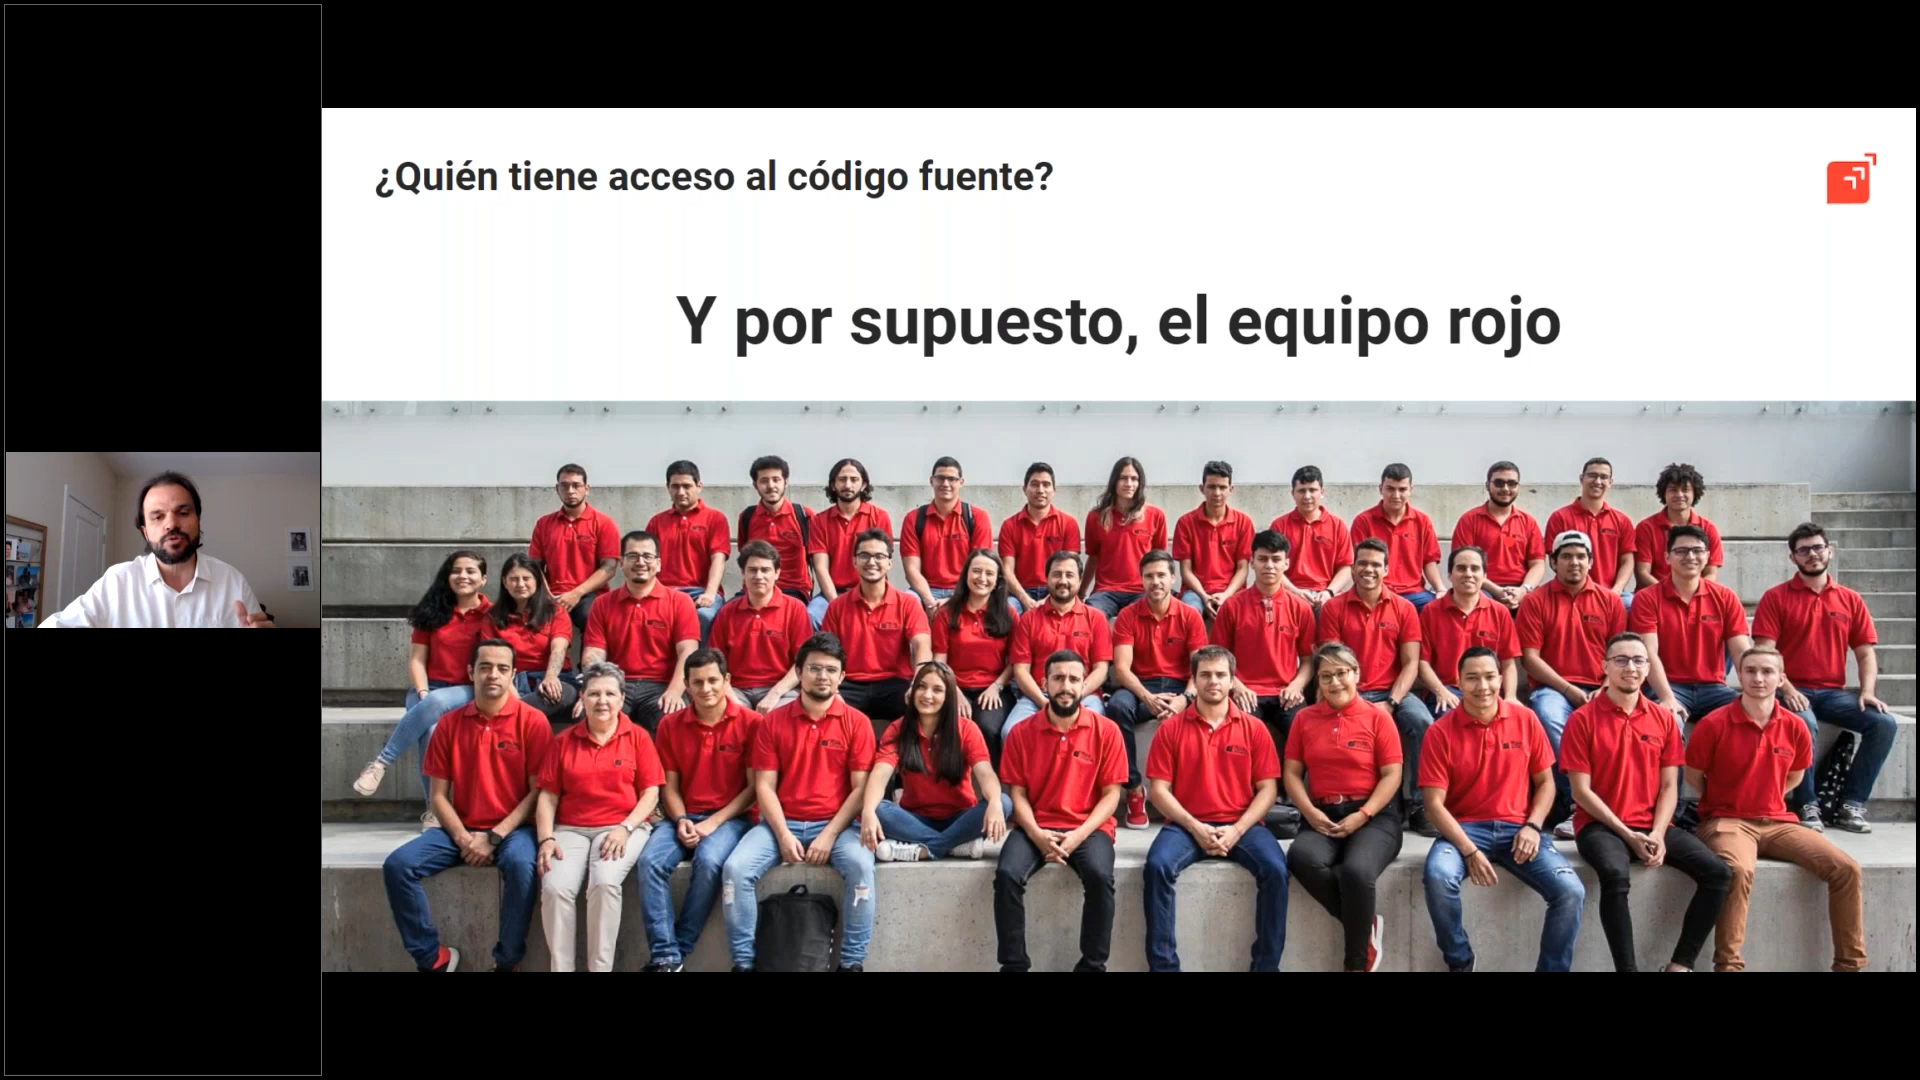 ¿Quién tiene acceso al código fuente?
Y por supuesto, el equipo rojo